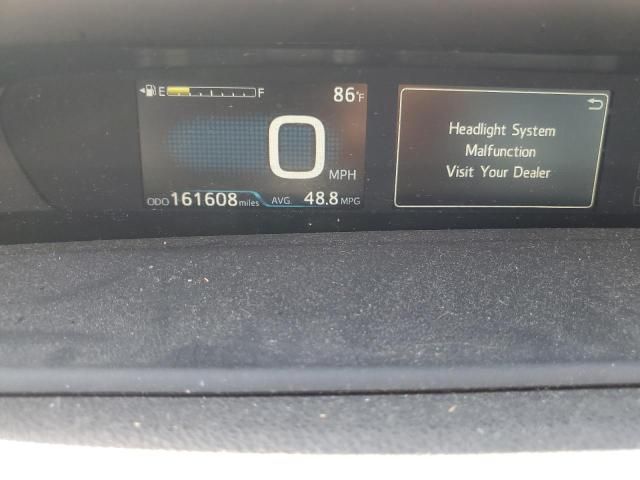 E F 86°F
0 MPH
ODO 161608 miles AVG. 48.8 MPG
Headlight System
Malfunction
Visit Your Dealer